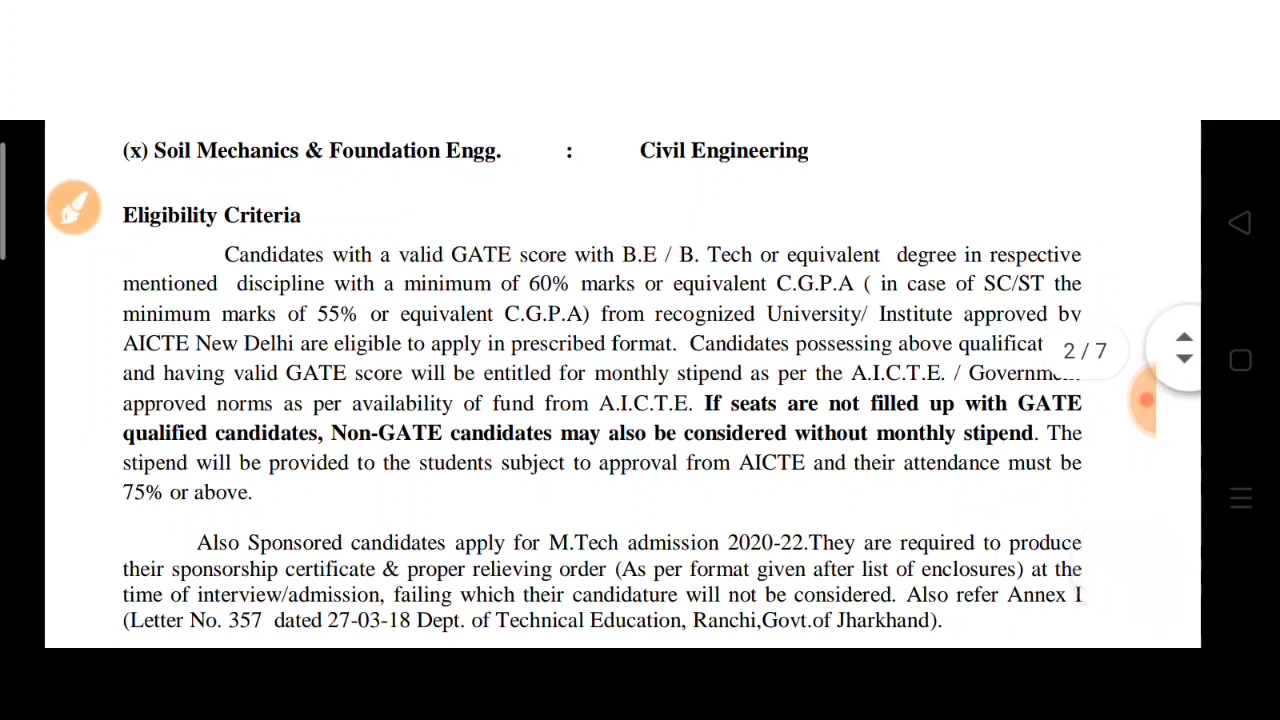 (x) Soil Mechanics & Foundation Engg. : Civil Engineering
Eligibility Criteria
Candidates with a valid GATE score with B.E / B. Tech or equivalent degree in respective
mentioned discipline with a minimum of 60% marks or equivalent C.G.P.A ( in case of SC/ST the
minimum marks of 55% or equivalent C.G.P.A) from recognized University/ Institute approved by
AICTE New Delhi are eligible to apply in prescribed format. Candidates possessing above qualificat
2 / 7
and having valid GATE score will be entitled for monthly stipend as per the A.I.C.T.E. /
approved norms as per availability of fund from A.I.C.T.E. If seats are not filled up with GATE
qualified candidates, Non-GATE candidates may also be considered without monthly stipend. The
stipend will be provided to the students subject to approval from AICTE and their attendance must be
75% or above.
Also Sponsored candidates apply for M.Tech admission 2020-22.They are required to produce
their sponsorship certificate & proper relieving order (As per format given after list of enclosures) at the
time of interview/admission, failing which their candidature will not be considered. Also refer Annex I
(Letter No. 357 dated 27-03-18 Dept. of Technical Education, Ranchi,Govt.of Jharkhand).